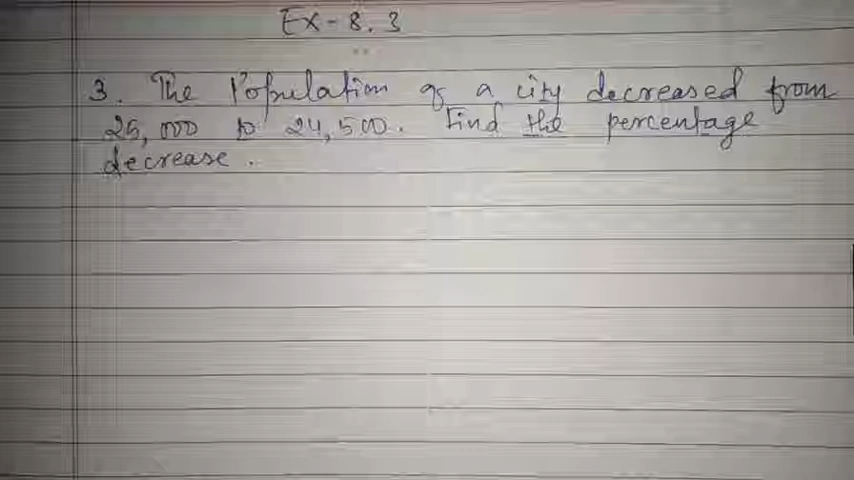 Ex-8.3
3. The Population of a city decreased from
25,000 to 24,500. Find the percentage
decrease.